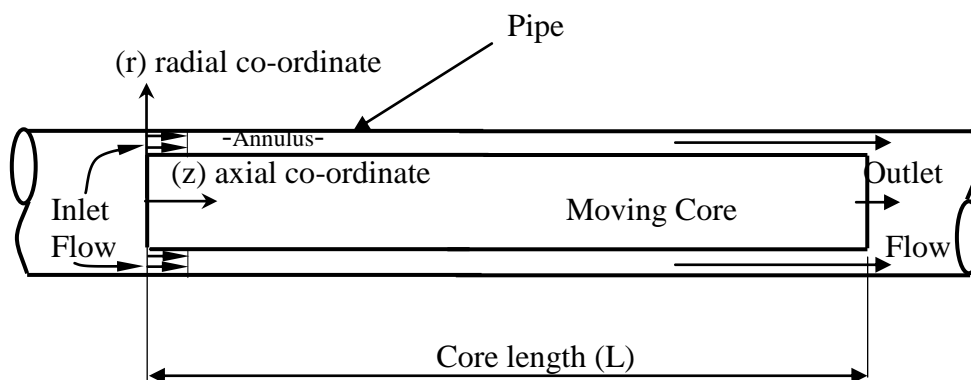 Pipe
(r) radial co-ordinate
-Annulus-
(z) axial co-ordinate
Outlet
Inlet
Moving Core
Flow
Flow
Core length (L)